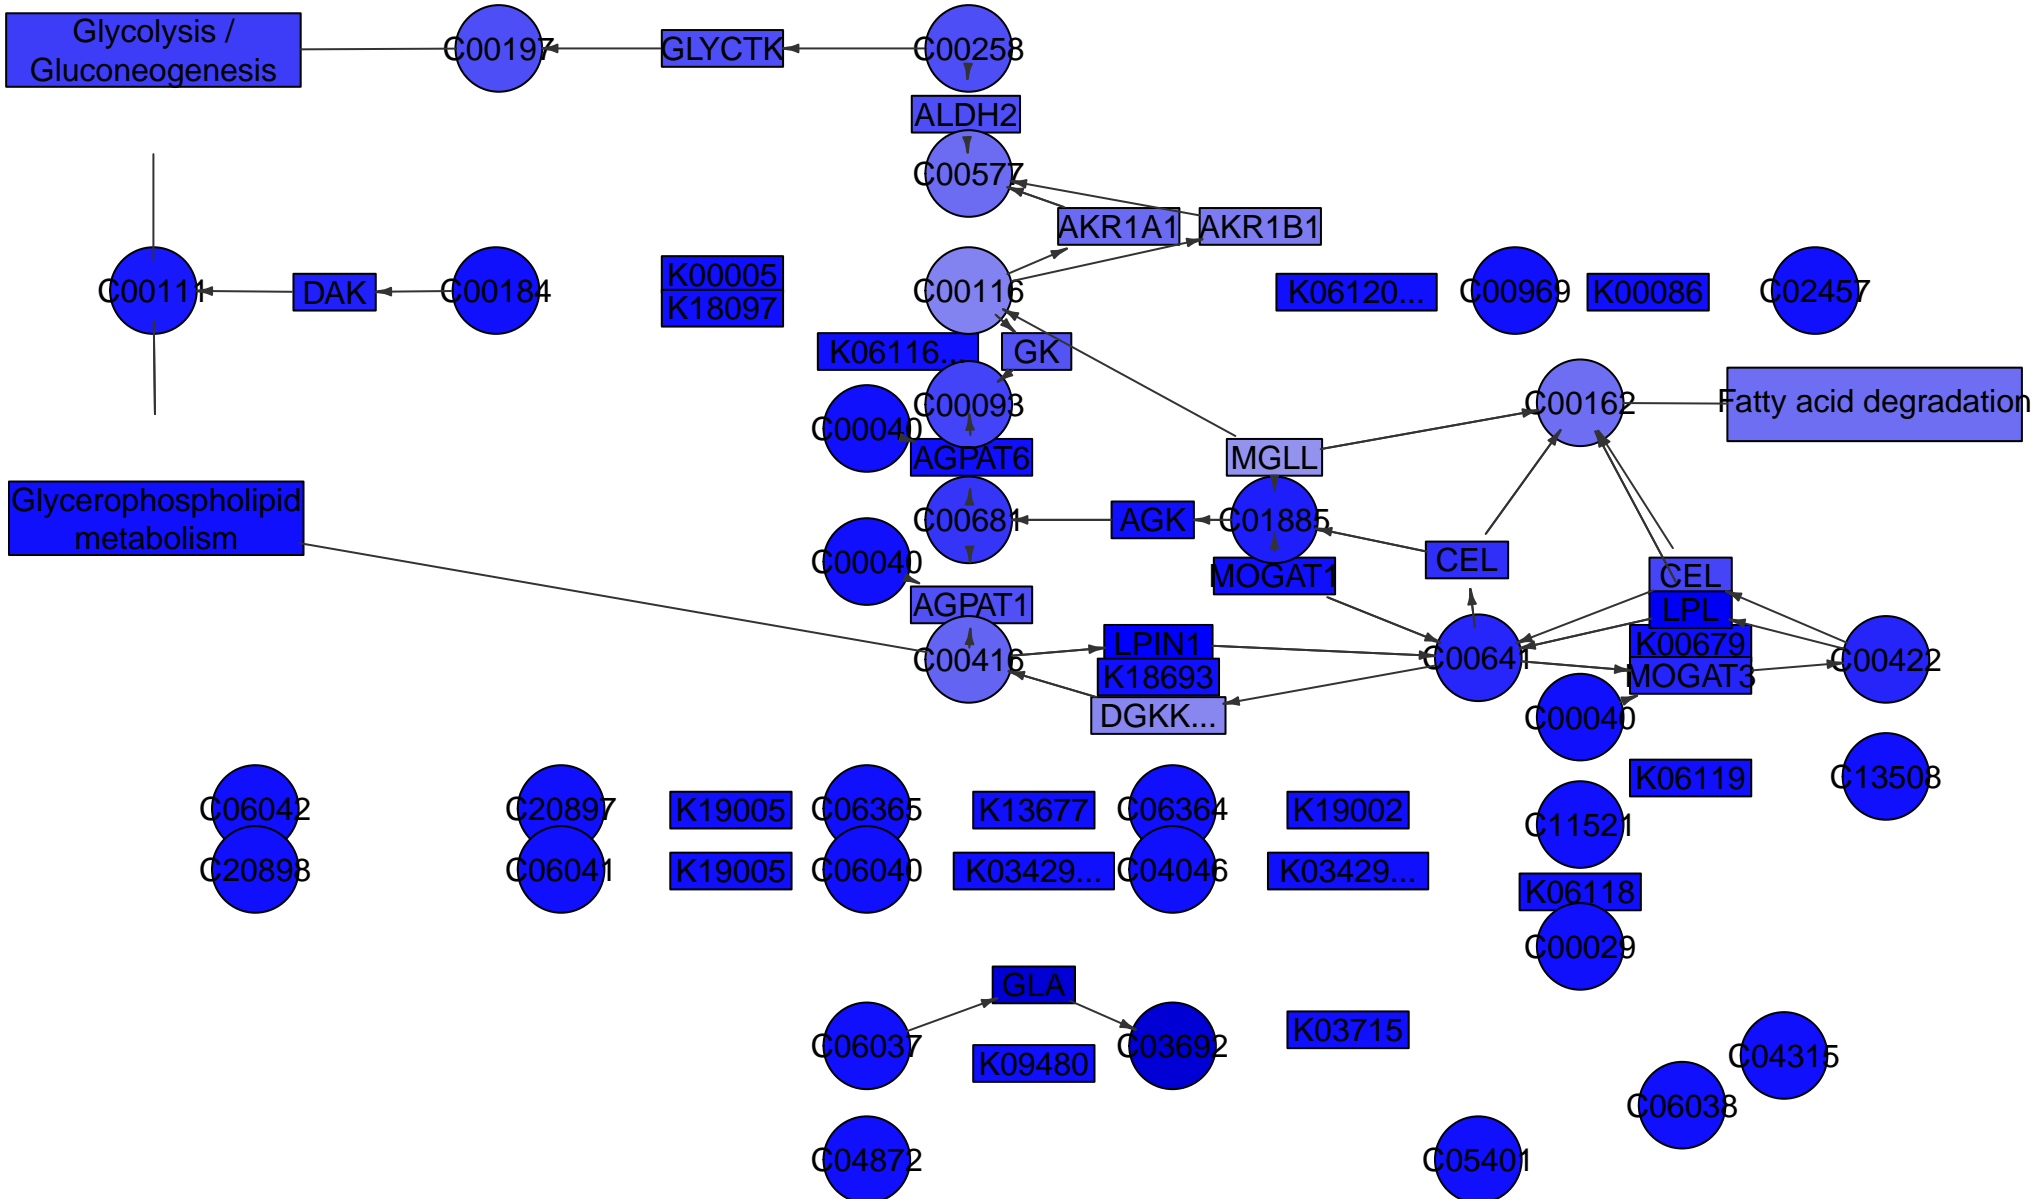 Glycolysis /
Gluconeogenesis
C00197
GLYCTK
C00258
ALDH2
C00577
AKR1A1
AKR1B1
C00111
DAK
C00184
K00005
K18097
C00116
K06120...
C00969
K00086
C02457
K06116...
GK
C00093
C00040
AGPAT6
MGLL
C00162
Fatty acid degradation
Glycerophospholipid
metabolism
C00681
AGK
C01885
C00040
MOGAT1
CEL
CEL
LPL
AGPAT1
C00416
LPIN1
K18693
DGKK...
C00641
K00679
MOGAT3
C00422
C00040
C06042
C20897
K19005
C06365
K13677
C06364
K19002
K06119
C13508
C11521
C20898
C06041
K19005
C06040
K03429...
C04046
K03429...
K06118
C00029
GLA
C06037
K09480
C03692
K03715
C04315
C06038
C04872
C05401